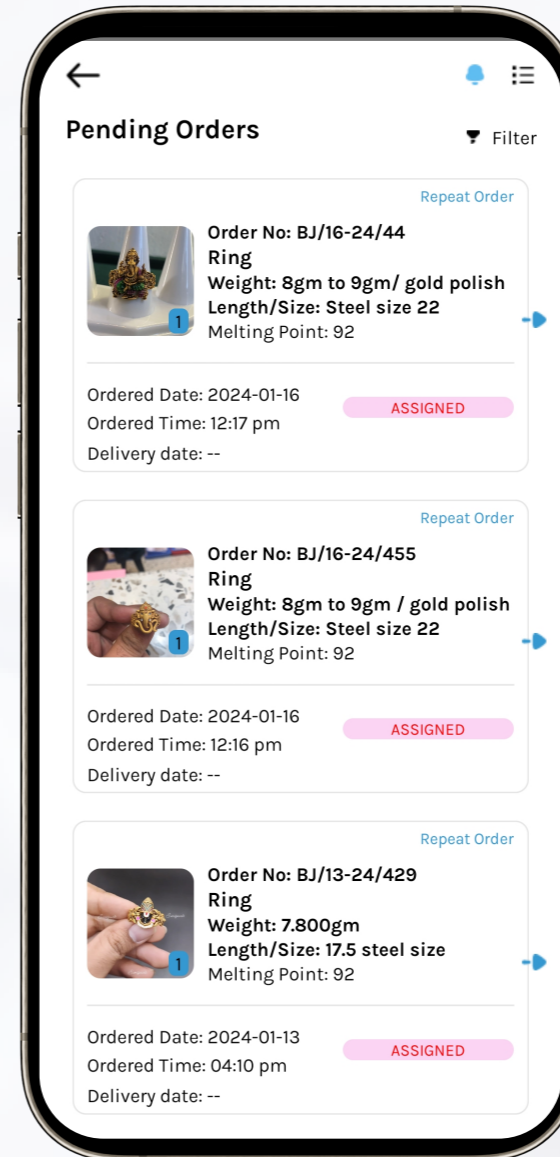 Pending Orders
Filter
Repeat Order
Order No: BJ/16-24/44
Ring
Weight: 8gm to 9gm/ gold polish
Length/Size: Steel size 22
Melting Point: 92
1
Ordered Date: 2024-01-16
Ordered Time: 12:17 pm
Delivery date: --
ASSIGNED
Repeat Order
Order No: BJ/16-24/455
Ring
Weight: 8gm to 9gm / gold polish
Length/Size: Steel size 22
Melting Point: 92
1
Ordered Date: 2024-01-16
Ordered Time: 12:16 pm
Delivery date: --
ASSIGNED
Repeat Order
Order No: BJ/13-24/429
Ring
Weight: 7.800gm
Length/Size: 17.5 steel size
Melting Point: 92
1
Ordered Date: 2024-01-13
Ordered Time: 04:10 pm
Delivery date: --
ASSIGNED